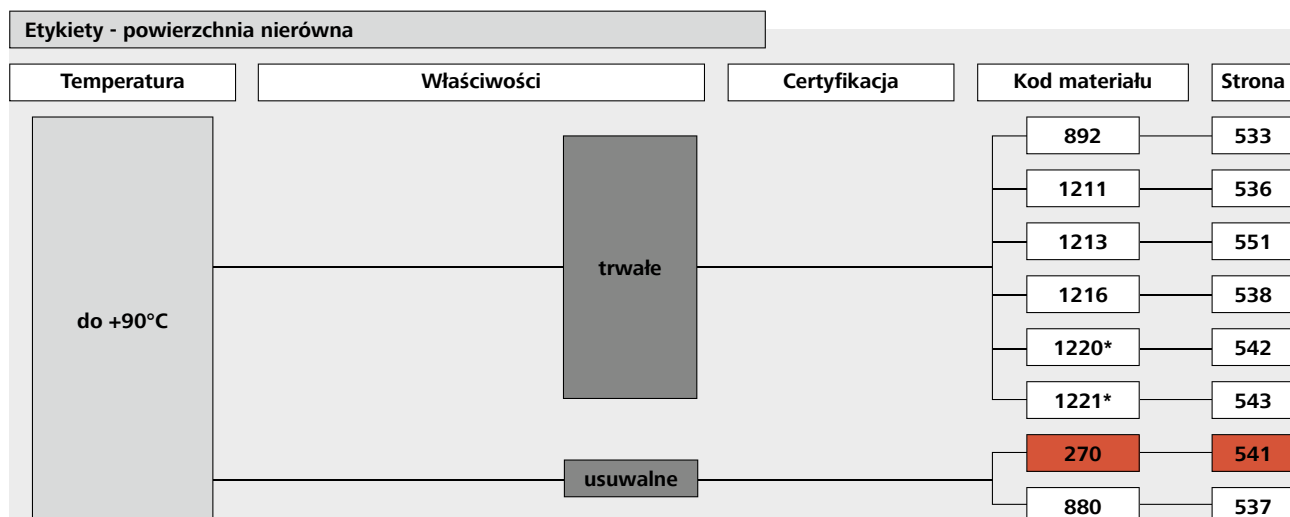 Etykiety - powierzchnia nierówna
Temperatura Właściwości Certyfikacja Kod materiału Strona
892 533
1211 536
1213 551
trwałe
1216 538
do +90°C
1220* 542
1221* 543
270 541
usuwalne
880 537